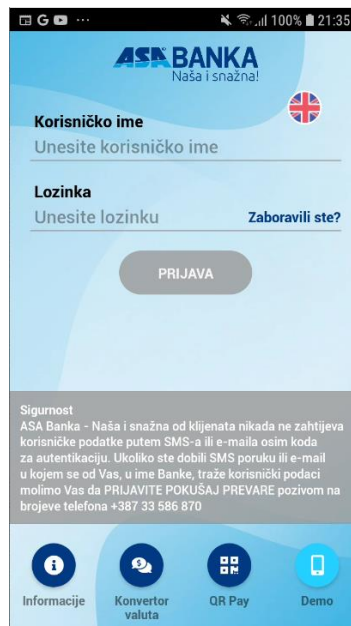 100% 21:35
ASA BANKA
Naša i snažna!
Korisničko ime
Unesite korisničko ime
Lozinka
Unesite lozinku Zaboravili ste?
PRIJAVA
Sigurnost
ASA Banka - Naša i snažna od klijenata nikada ne zahtijeva
korisničke podatke putem SMS-a ili e-maila osim koda
za autentikaciju. Ukoliko ste dobili SMS poruku ili e-mail
u kojem se od Vas, u ime Banke, traže korisnički podaci
molimo Vas da PRIJAVITE POKUŠAJ PREVARE pozivom na
brojeve telefona +387 33 586 870
Informacije Konvertor QR Pay Demo
valuta